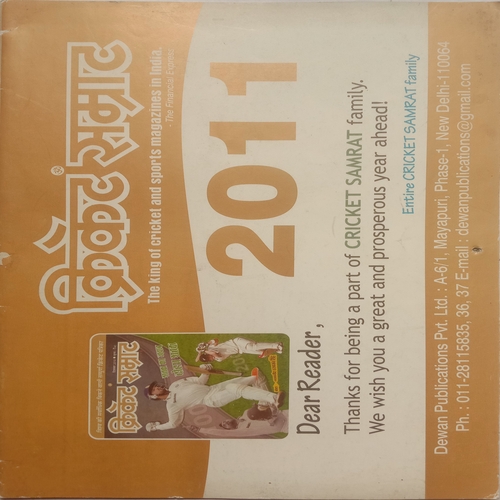 क्रिकेट सम्राट
®
The king of cricket and sports magazines in India.
- The Financial Express
2011
क्रिकेट सम्राट
Dear Reader,
Thanks for being a part of CRICKET SAMRAT family.
We wish you a great and prosperous year ahead!
Entire CRICKET SAMRAT family
Dewan Publications Pvt. Ltd. : A-6/1, Mayapuri, Phase-1, New Delhi-110064
Ph. : 011-28115835, 36, 37 E-mail : dewanpublications@gmail.com